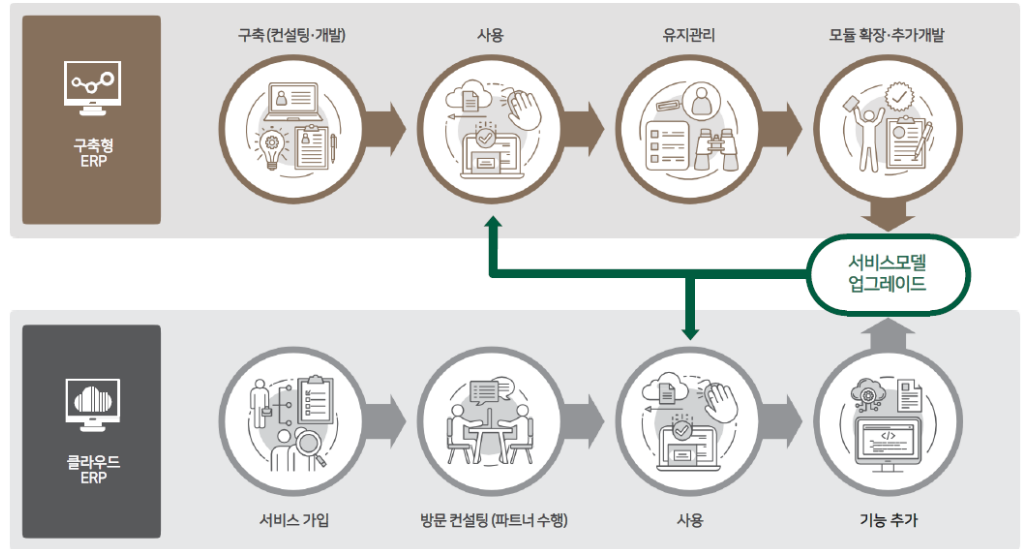 구축 (컨설팅·개발)
사용
유지관리
모듈 확장·추가개발
구축형
ERP
서비스모델
업그레이드
클라우드
ERP
서비스 가입
방문 컨설팅 (파트너 수행)
사용
기능 추가